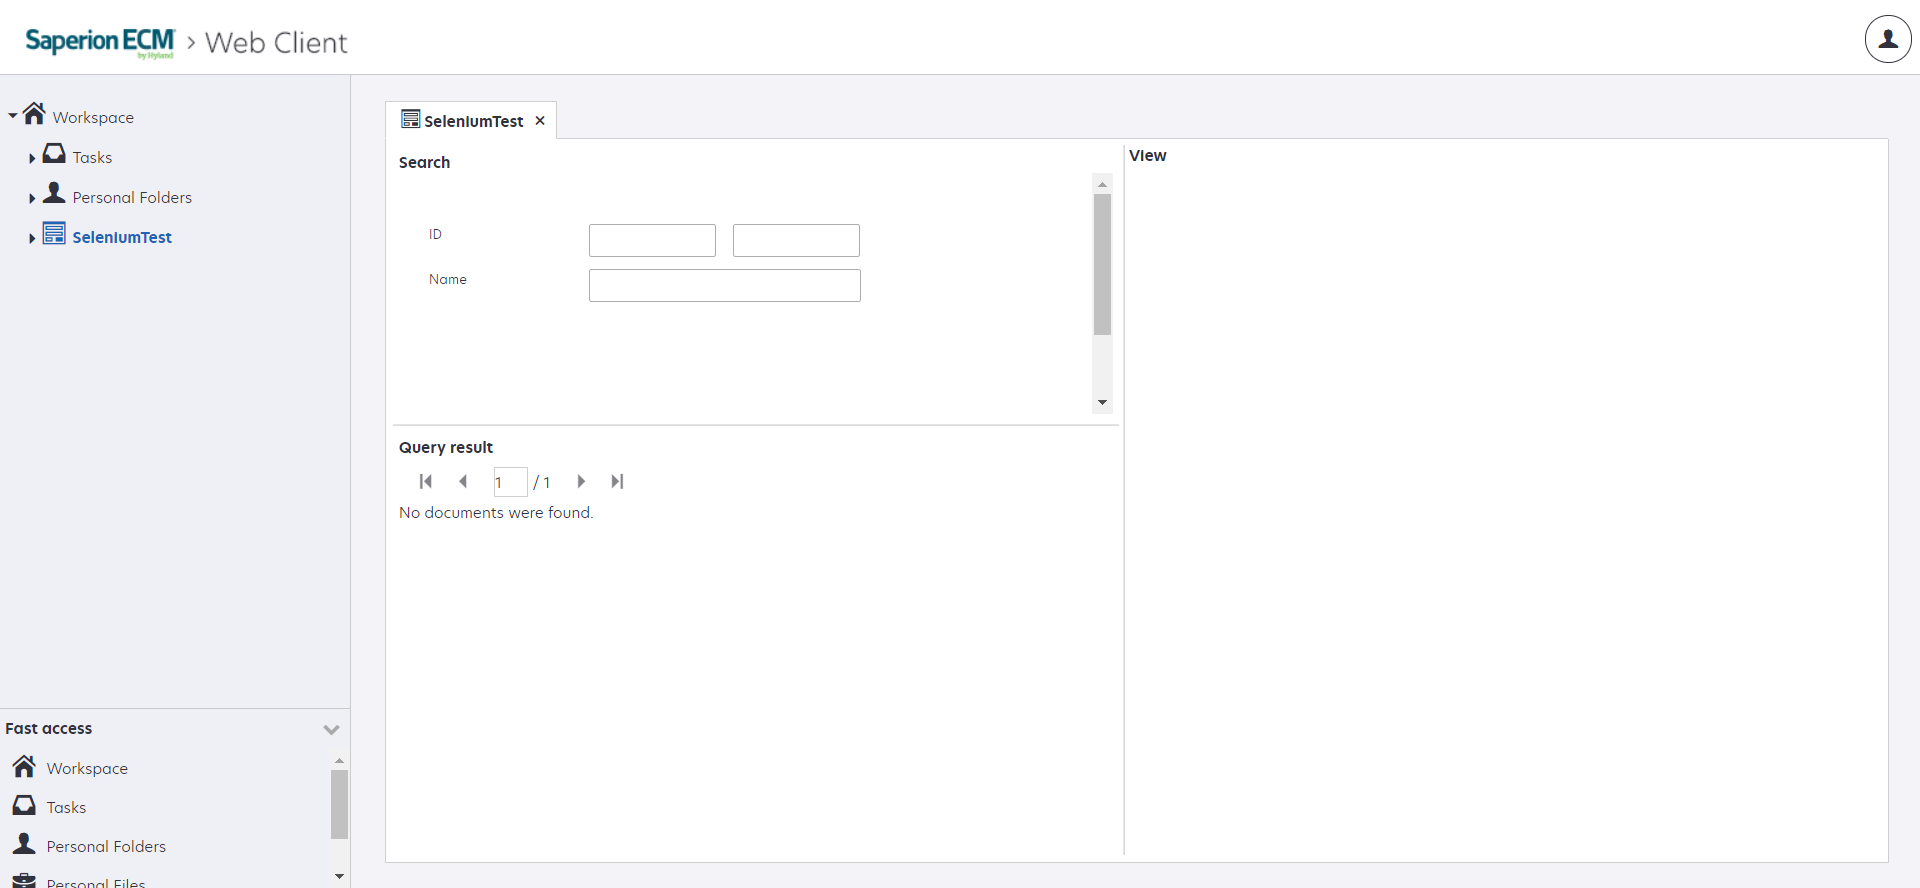 Saperion ECM
by Hyland
› Web Client
Workspace
Tasks
Personal Folders
SeleniumTest
SeleniumTest ×
Search
ID
Name
Query result
1 / 1
No documents were found.
View
Fast access
Workspace
Tasks
Personal Folders
Personal Files